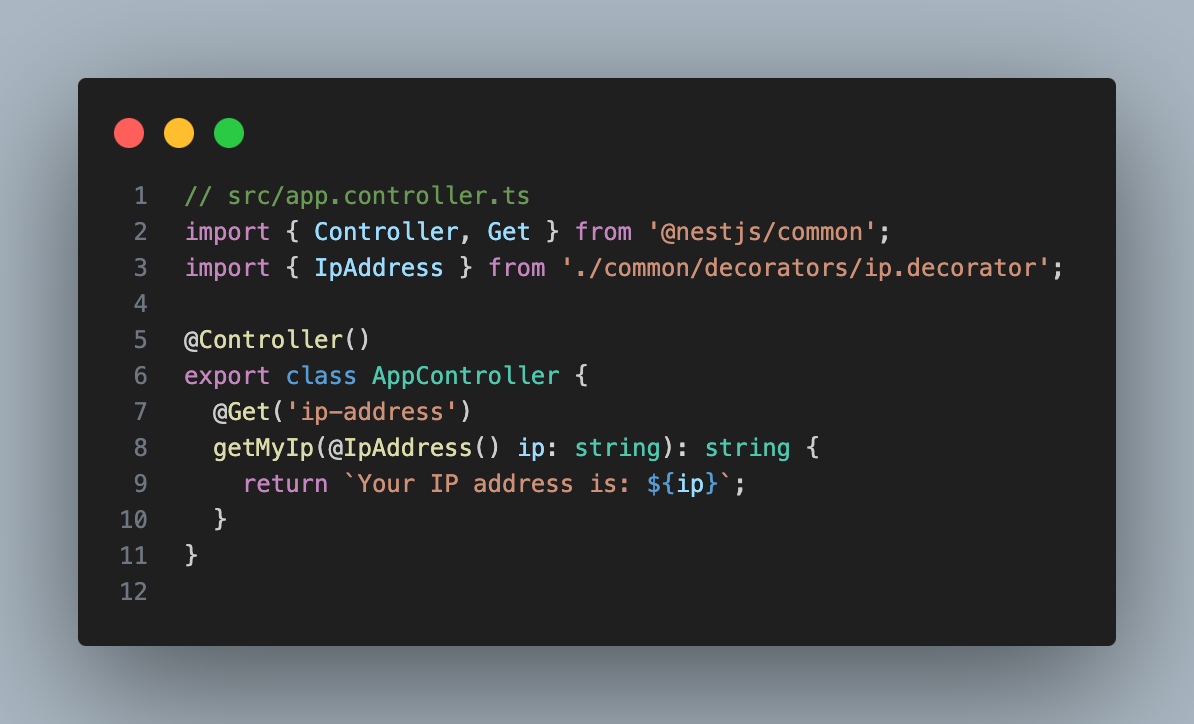 1 // src/app.controller.ts
2 import { Controller, Get } from '@nestjs/common';
3 import { IpAddress } from './common/decorators/ip.decorator';
4
5 @Controller()
6 export class AppController {
7   @Get('ip-address')
8   getMyIp(@IpAddress() ip: string): string {
9     return `Your IP address is: ${ip}`;
10   }
11 }
12